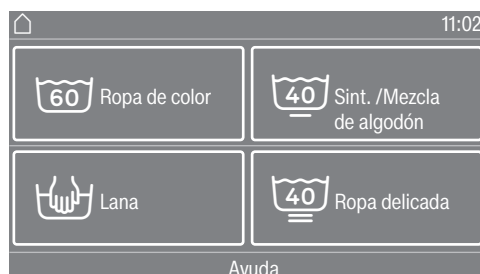 11:02
60 Ropa de color
40 Sint. /Mezcla
de algodón
Lana
40 Ropa delicada
Ayuda